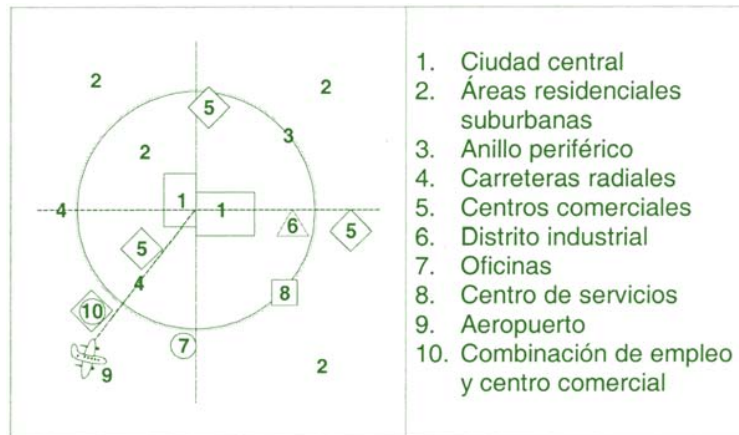 2
2
5
3
2
1
1
4
6
5
5
4
8
10
7
9
2
1. Ciudad central
2. Áreas residenciales
suburbanas
3. Anillo periférico
4. Carreteras radiales
5. Centros comerciales
6. Distrito industrial
7. Oficinas
8. Centro de servicios
9. Aeropuerto
10. Combinación de empleo
y centro comercial